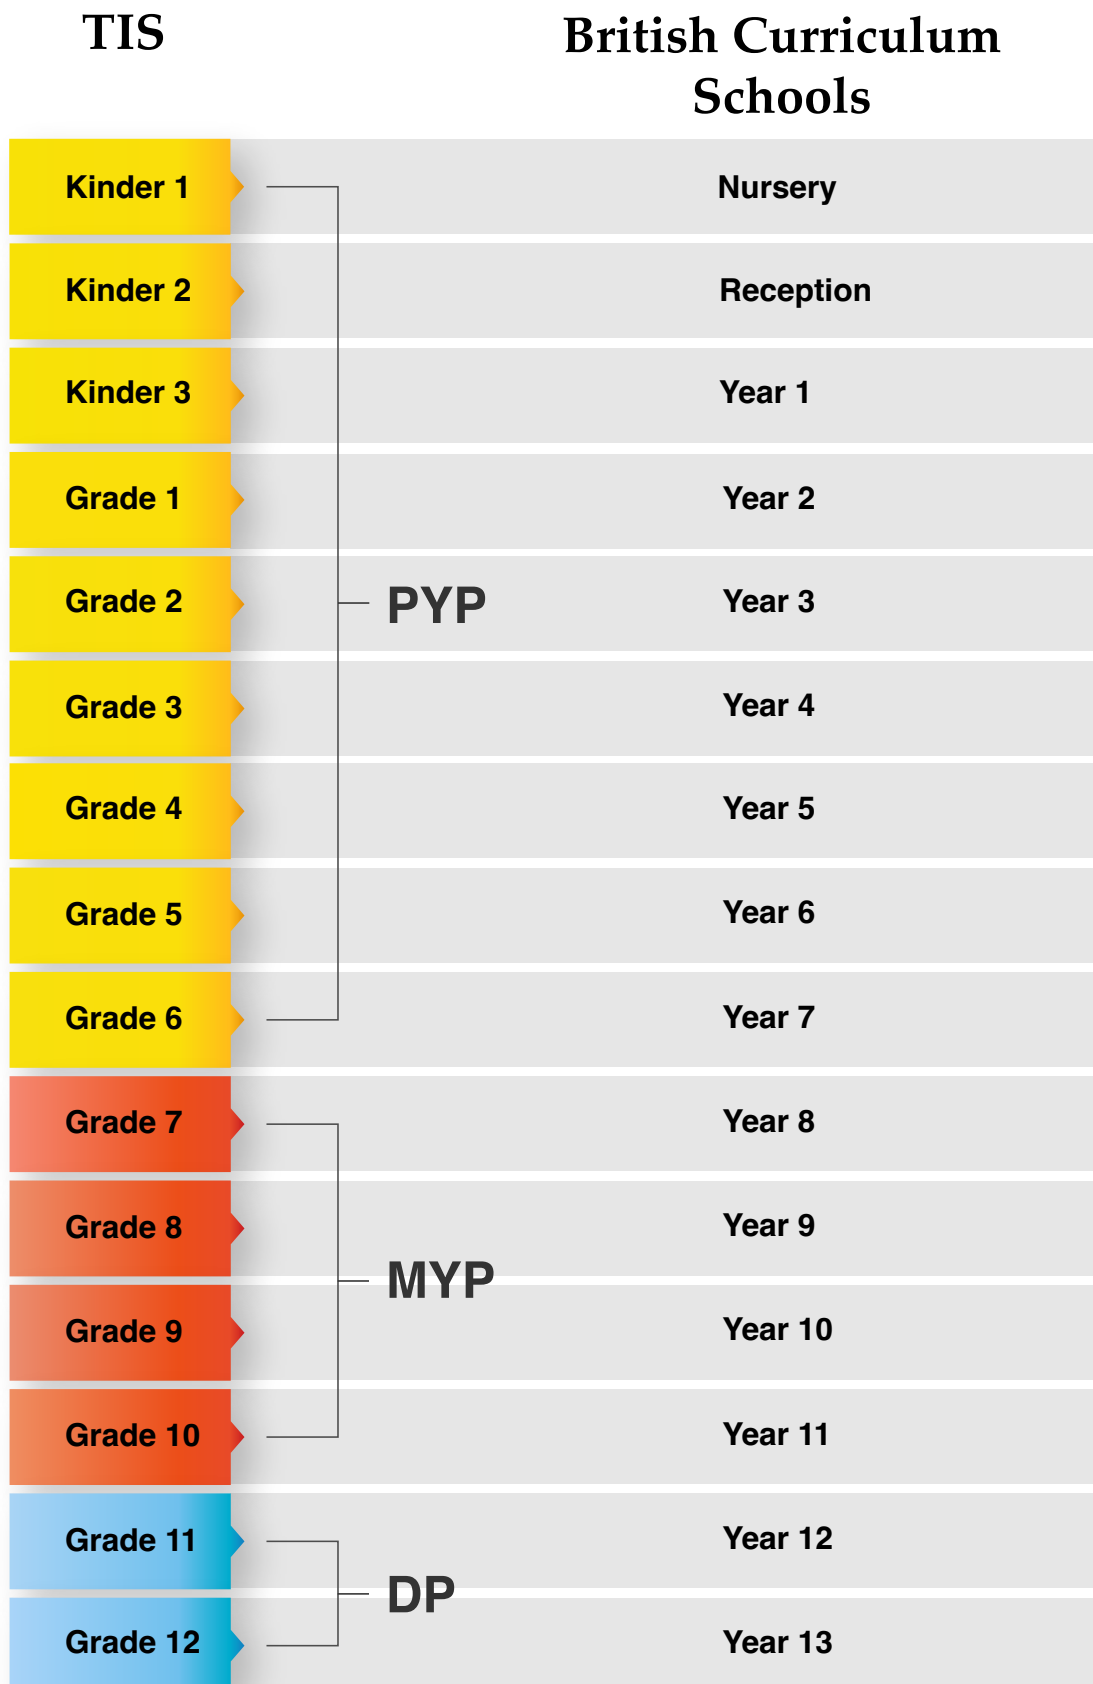 TIS
British Curriculum
Schools
Kinder 1
Nursery
Kinder 2
Reception
Kinder 3
Year 1
Grade 1
Year 2
Grade 2
PYP
Year 3
Grade 3
Year 4
Grade 4
Year 5
Grade 5
Year 6
Grade 6
Year 7
Grade 7
Year 8
Grade 8
Year 9
MYP
Grade 9
Year 10
Grade 10
Year 11
Grade 11
Year 12
DP
Grade 12
Year 13